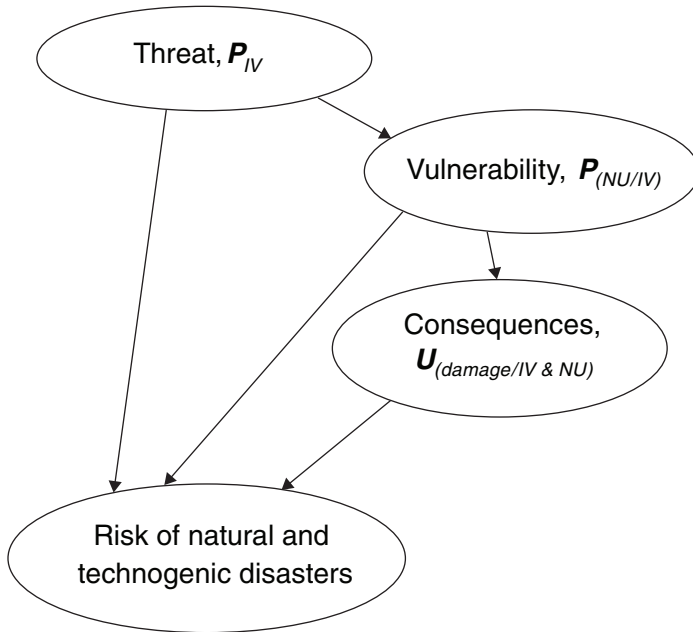 Threat, P_IV
Vulnerability, P_(NU/IV)
Consequences,
U_(damage/IV & NU)
Risk of natural and
technogenic disasters